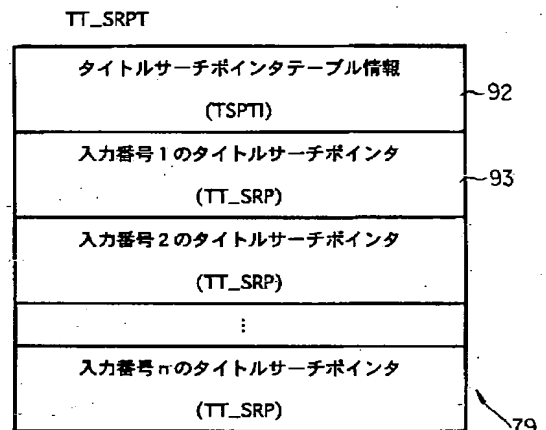 TT_SRPT
タイトルサーチポインタテーブル情報
(TSPTI)
92
入力番号1のタイトルサーチポインタ
(TT_SRP)
93
入力番号2のタイトルサーチポインタ
(TT_SRP)
⋮
入力番号nのタイトルサーチポインタ
(TT_SRP)
79